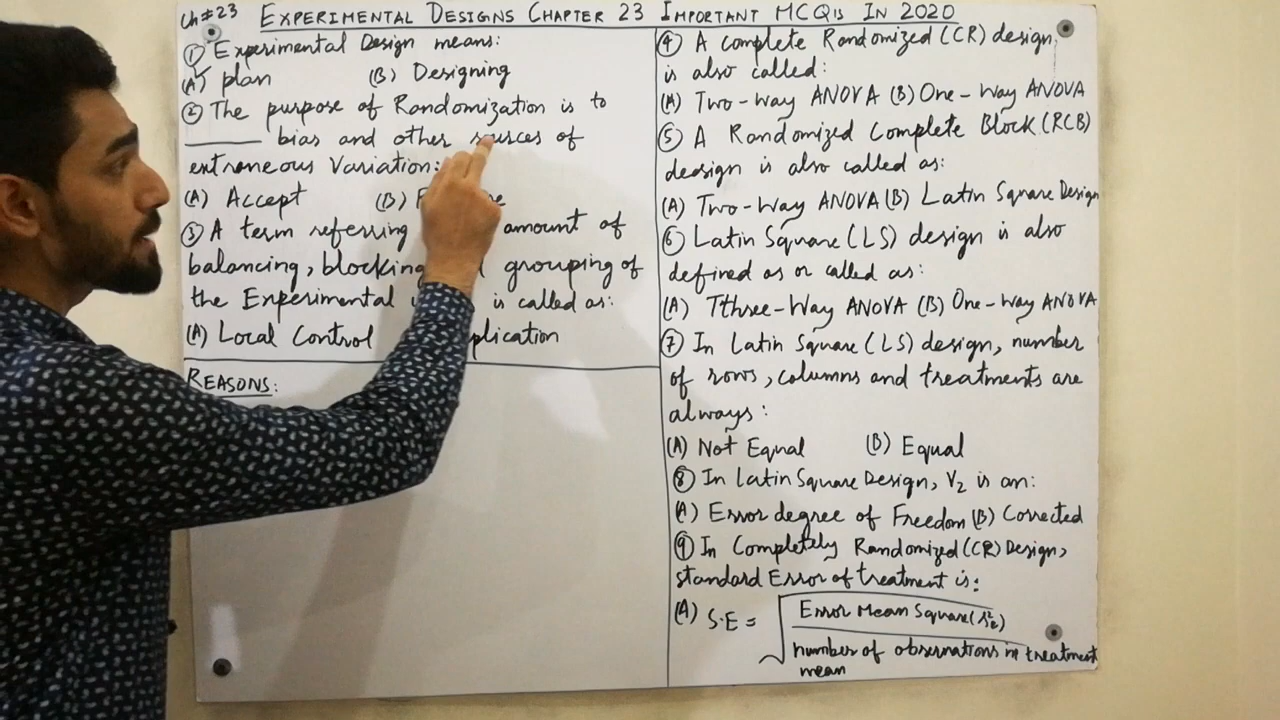 Ch#23 EXPERIMENTAL DESIGNS CHAPTER 23 IMPORTANT MCQ'S IN 2020
① Experimental Design means:
(A) plan (B) Designing
② The purpose of Randomization is to
______ bias and other sources of
extraneous Variation:
(A) Accept (B)
③ A term referring amount of
balancing, blocking grouping of
the Experimental is called as:
(A) Local Control
REASONS:
④ A Complete Randomized (CR) design
is also called:
(A) Two-Way ANOVA (B) One-Way ANOVA
⑤ A Randomized Complete Block (RCB)
deasign is also called as:
(A) Two-Way ANOVA (B) Latin Square Design
⑥ Latin Square (LS) design is also
defined as or called as:
(A) Tthree-Way ANOVA (B) One-Way ANOVA
⑦ In Latin Square (LS) design, number
of rows, columns and treatments are
always:
(A) Not Equal (B) Equal
⑧ In Latin Square Design, V₂ is an:
(A) Error degree of Freedom (B) Corrected
⑨ In Completely Randomized (CR) Design,
standard Error of treatment is:
(A) S.E = √
Error Mean Square (s²e)
number of observations in treatment
mean